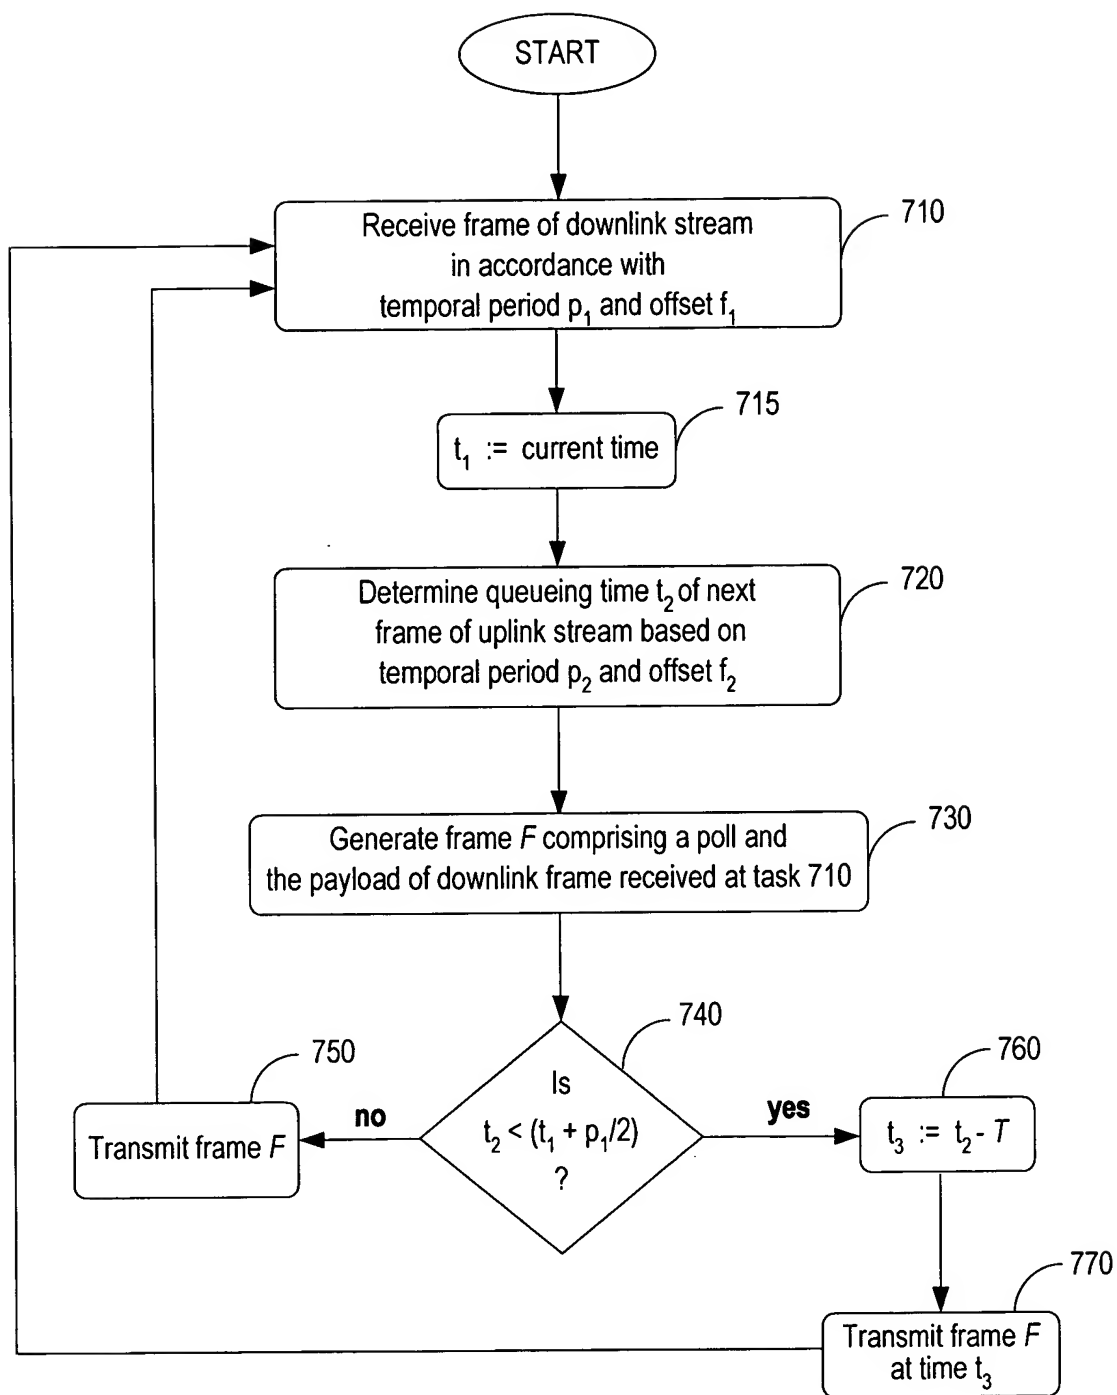 START
Receive frame of downlink stream
in accordance with
temporal period p₁ and offset f₁
710
t₁ := current time
715
Determine queueing time t₂ of next
frame of uplink stream based on
temporal period p₂ and offset f₂
720
Generate frame F comprising a poll and
the payload of downlink frame received at task 710
730
Is
t₂ < (t₁ + p₁/2)
?
740
no
yes
Transmit frame F
750
t₃ := t₂ - T
760
Transmit frame F
at time t₃
770